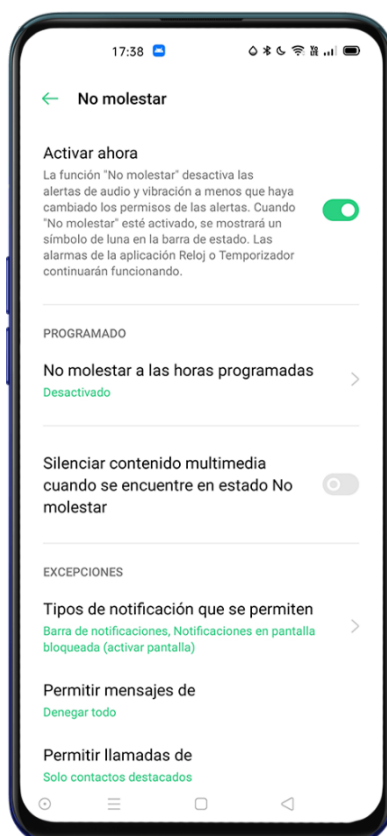 17:38
No molestar
Activar ahora
La función "No molestar" desactiva las
alertas de audio y vibración a menos que haya
cambiado los permisos de las alertas. Cuando
"No molestar" esté activado, se mostrará un
símbolo de luna en la barra de estado. Las
alarmas de la aplicación Reloj o Temporizador
continuarán funcionando.
PROGRAMADO
No molestar a las horas programadas
Desactivado
Silenciar contenido multimedia
cuando se encuentre en estado No
molestar
EXCEPCIONES
Tipos de notificación que se permiten
Barra de notificaciones, Notificaciones en pantalla
bloqueada (activar pantalla)
Permitir mensajes de
Denegar todo
Permitir llamadas de
Solo contactos destacados